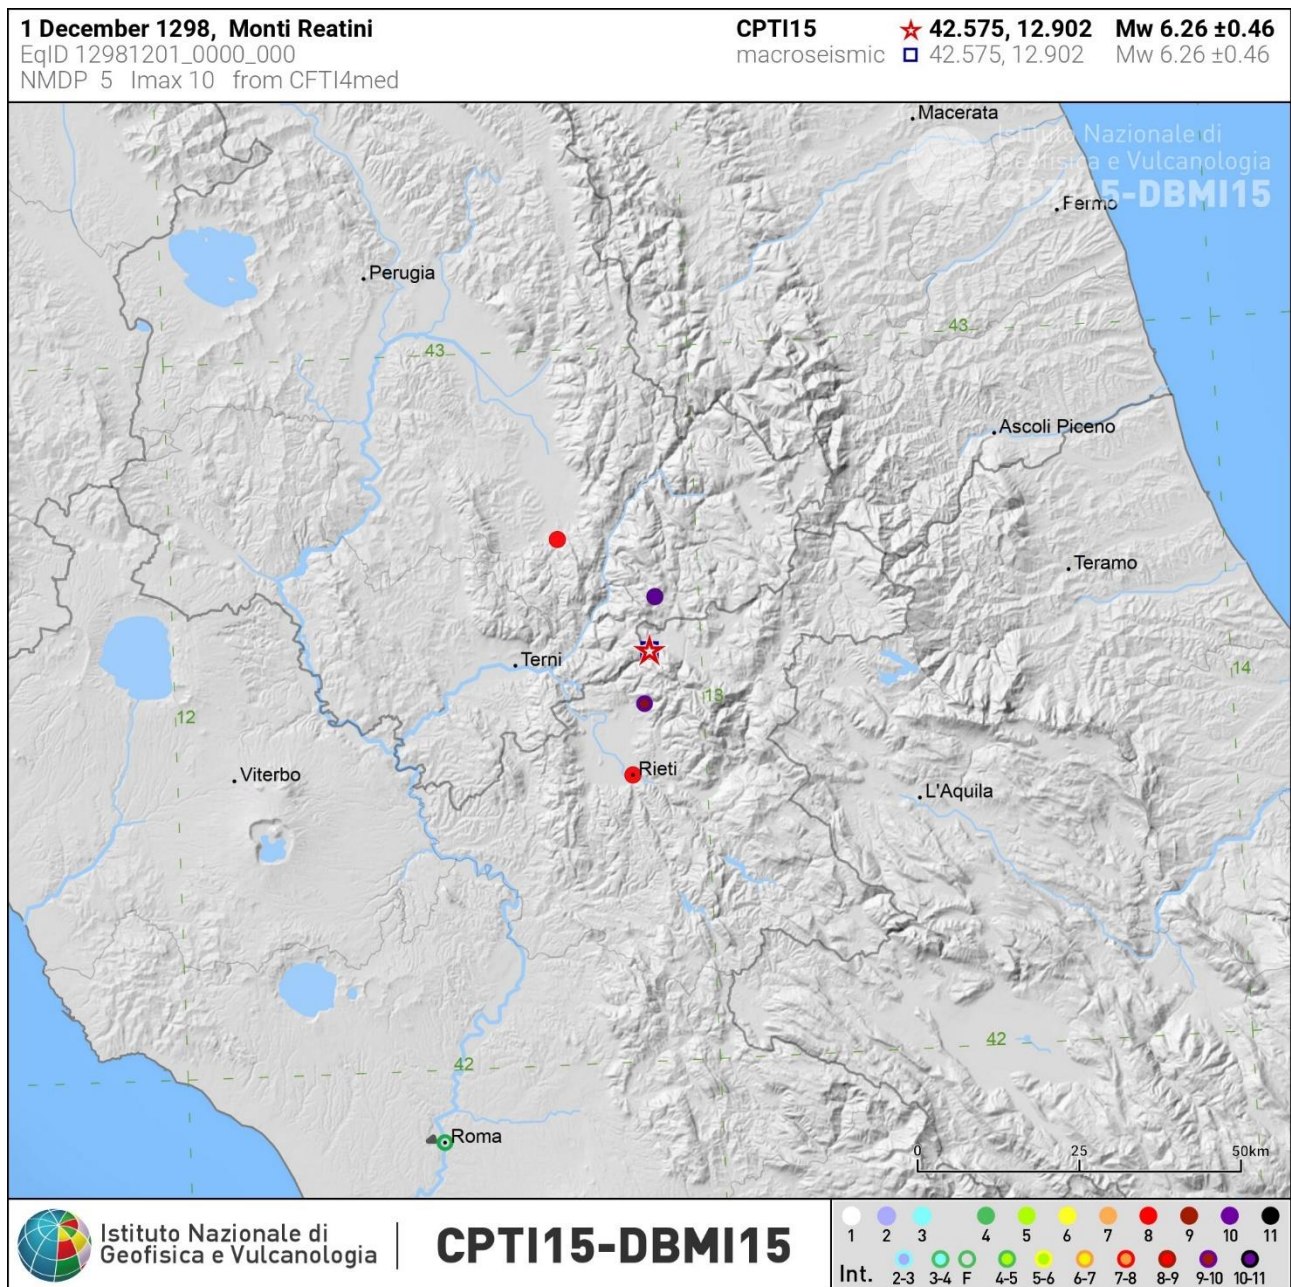 1 December 1298, Monti Reatini
EqID 12981201_0000_000
NMDP 5 Imax 10 from CFTI4med
CPTI15 42.575, 12.902 Mw 6.26 ±0.46
macroseismic 42.575, 12.902 Mw 6.26 ±0.46
Macerata
Istituto Nazionale di
Geofisica e Vulcanologia
CPTI15-DBMI15
Fermo
Perugia
43
43
Ascoli Piceno
Teramo
Terni
14
13
12
Rieti
Viterbo
L'Aquila
42
42
Roma
0 25 50km
Istituto Nazionale di
Geofisica e Vulcanologia
CPTI15-DBMI15
1 2 3 4 5 6 7 8 9 10 11
Int. 2-3 3-4 F 4-5 5-6 6-7 7-8 8-9 9-10 10-11